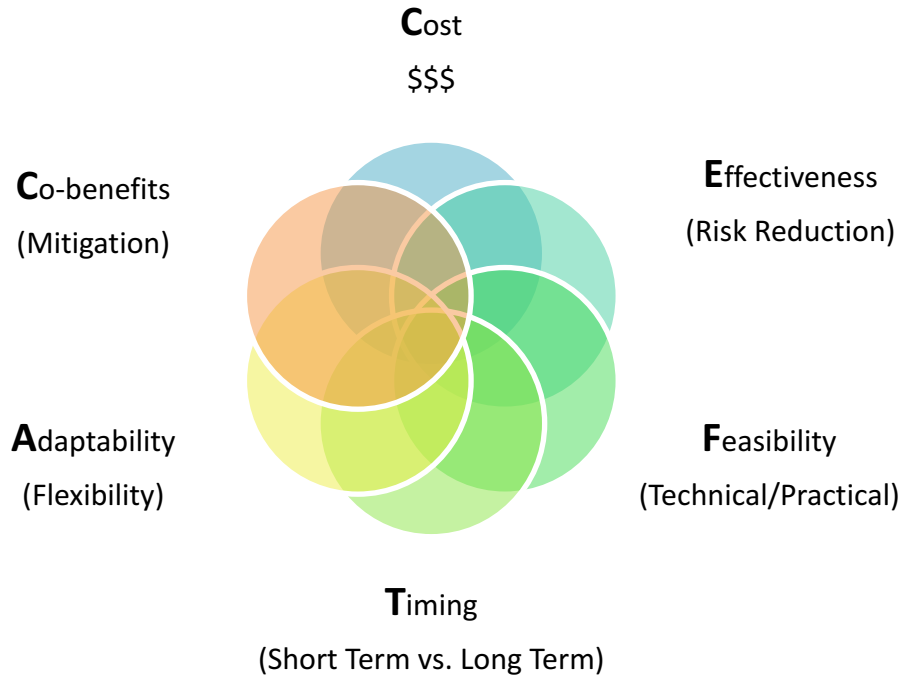 Cost
$$$
Effectiveness
(Risk Reduction)
Feasibility
(Technical/Practical)
Timing
(Short Term vs. Long Term)
Adaptability
(Flexibility)
Co-benefits
(Mitigation)